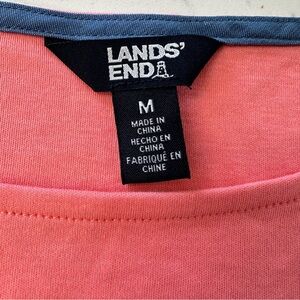 LANDS'
END
M
MADE IN
CHINA
HECHO EN
CHINA
FABRIQUÉ EN
CHINE